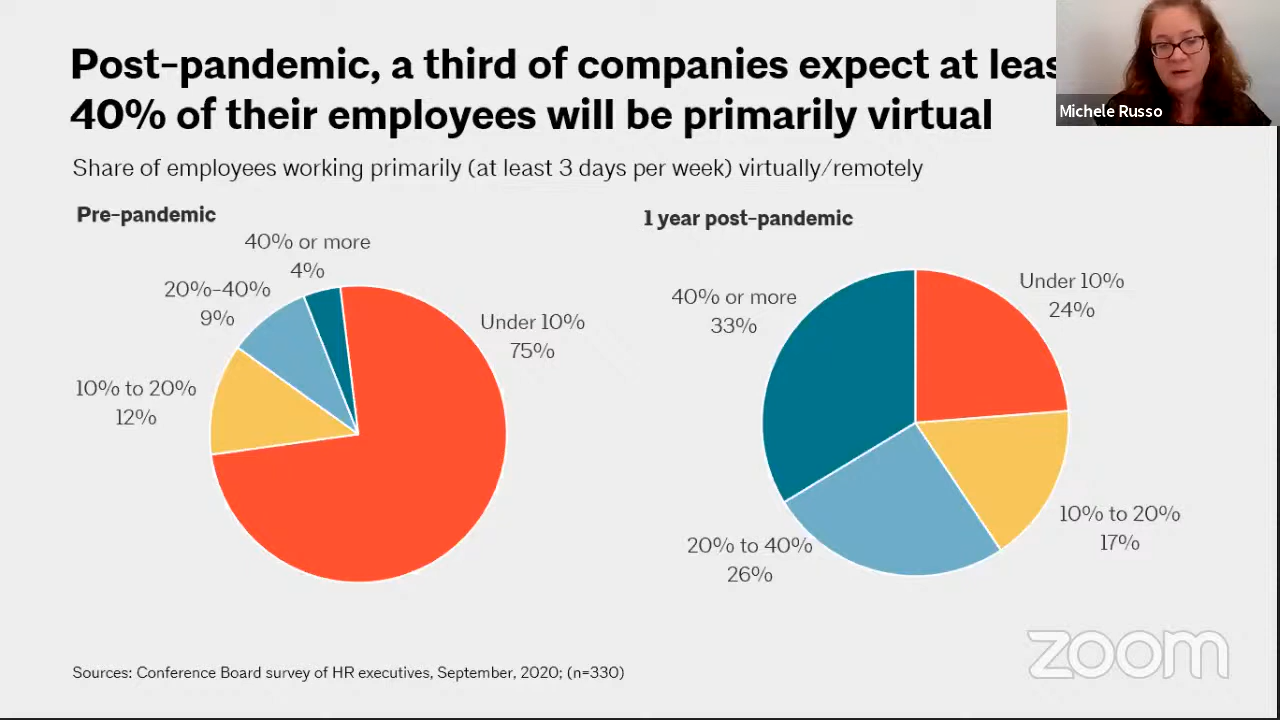 Post-pandemic, a third of companies expect at
40% of their employees will be primarily virtual
Michele Russo
Share of employees working primarily (at least 3 days per week) virtually/remotely
Pre-pandemic
40% or more
4%
20%-40%
9%
10% to 20%
12%
Under 10%
75%
1 year post-pandemic
40% or more
33%
Under 10%
24%
20% to 40%
26%
10% to 20%
17%
Sources: Conference Board survey of HR executives, September, 2020; (n=330)
zoom